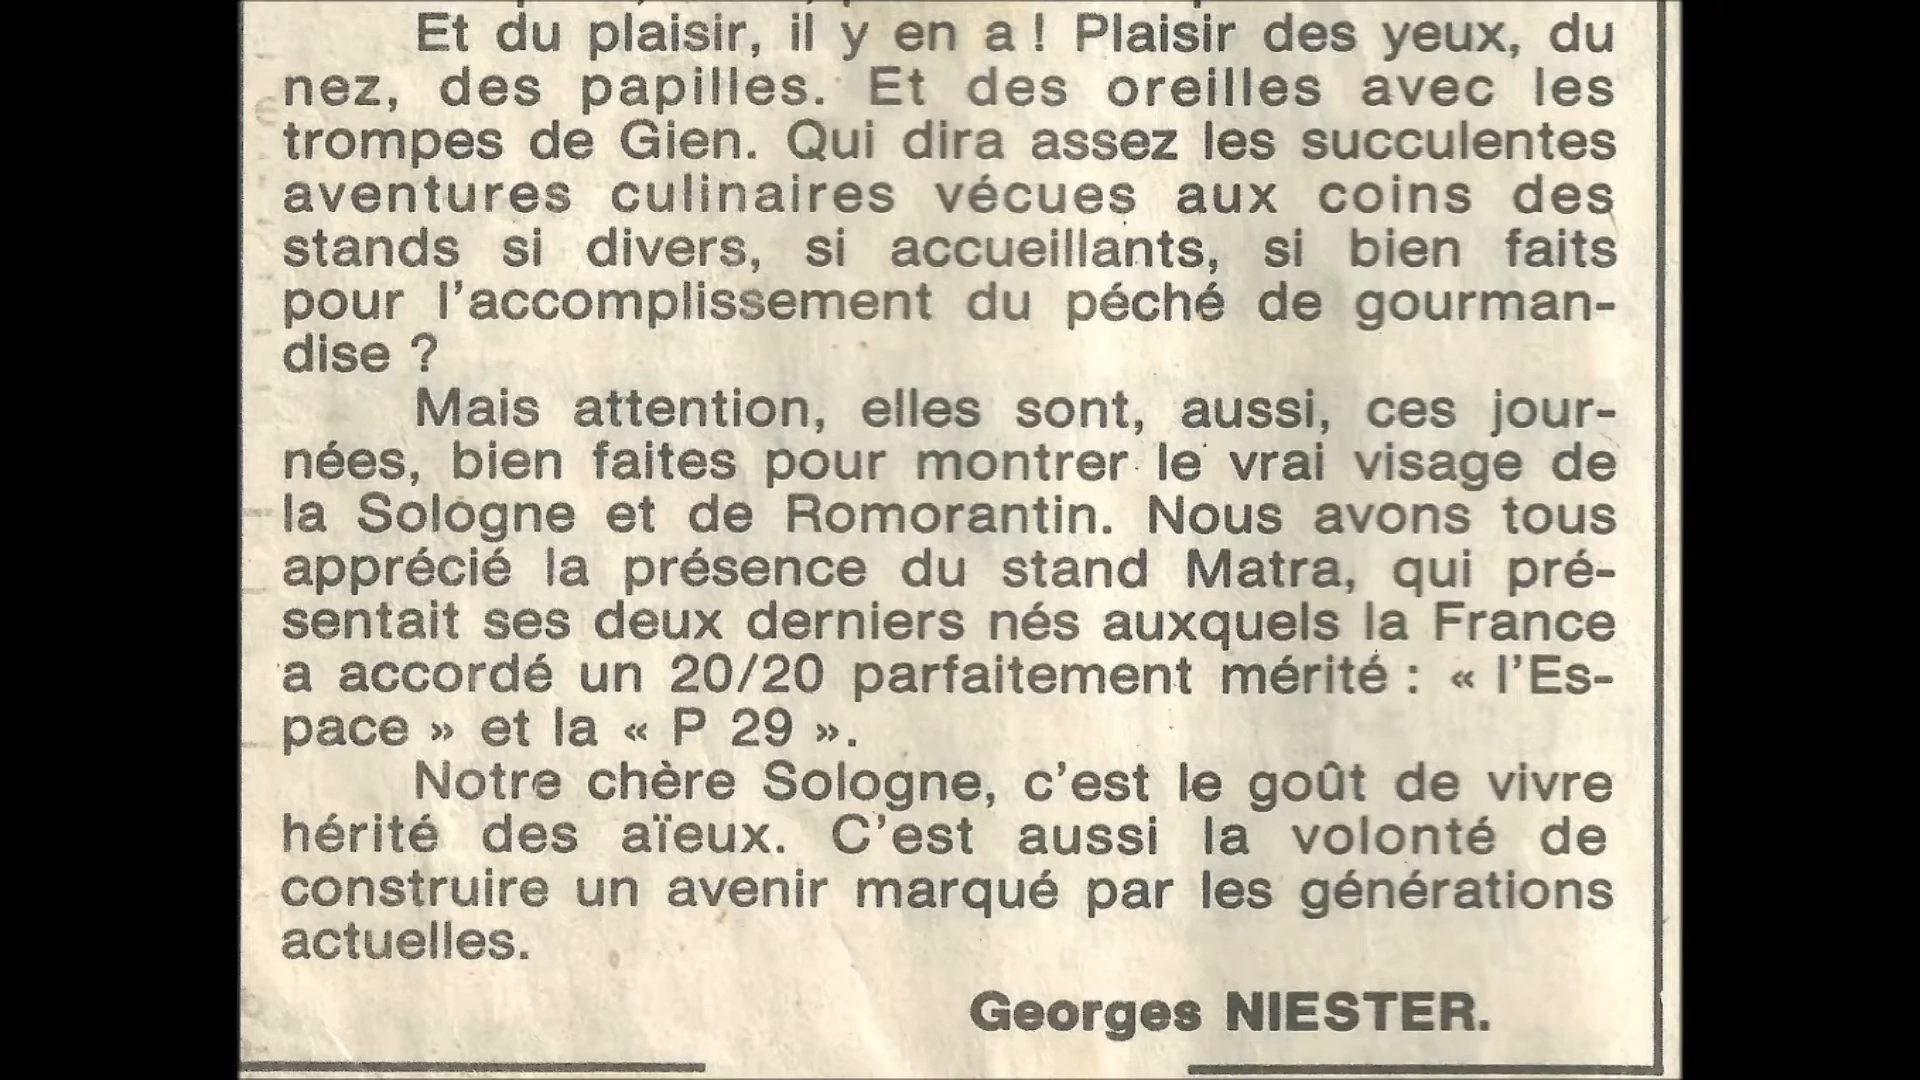 Et du plaisir, il y en a ! Plaisir des yeux, du
nez, des papilles. Et des oreilles avec les
trompes de Gien. Qui dira assez les succulentes
aventures culinaires vécues aux coins des
stands si divers, si accueillants, si bien faits
pour l'accomplissement du péché de gourman-
dise ?
Mais attention, elles sont, aussi, ces jour-
nées, bien faites pour montrer le vrai visage de
la Sologne et de Romorantin. Nous avons tous
apprécié la présence du stand Matra, qui pré-
sentait ses deux derniers nés auxquels la France
a accordé un 20/20 parfaitement mérité : « l'Es-
pace » et la « P 29 ».
Notre chère Sologne, c'est le goût de vivre
hérité des aïeux. C'est aussi la volonté de
construire un avenir marqué par les générations
actuelles.
Georges NIESTER.